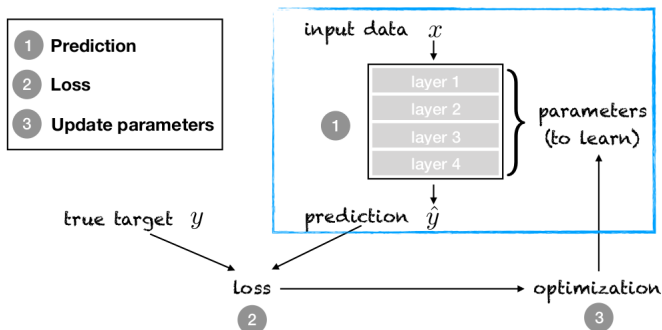 1 Prediction
2 Loss
3 Update parameters
input data x
layer 1
layer 2
layer 3
layer 4
1
parameters
(to learn)
true target y
prediction ŷ
loss
optimization
2
3